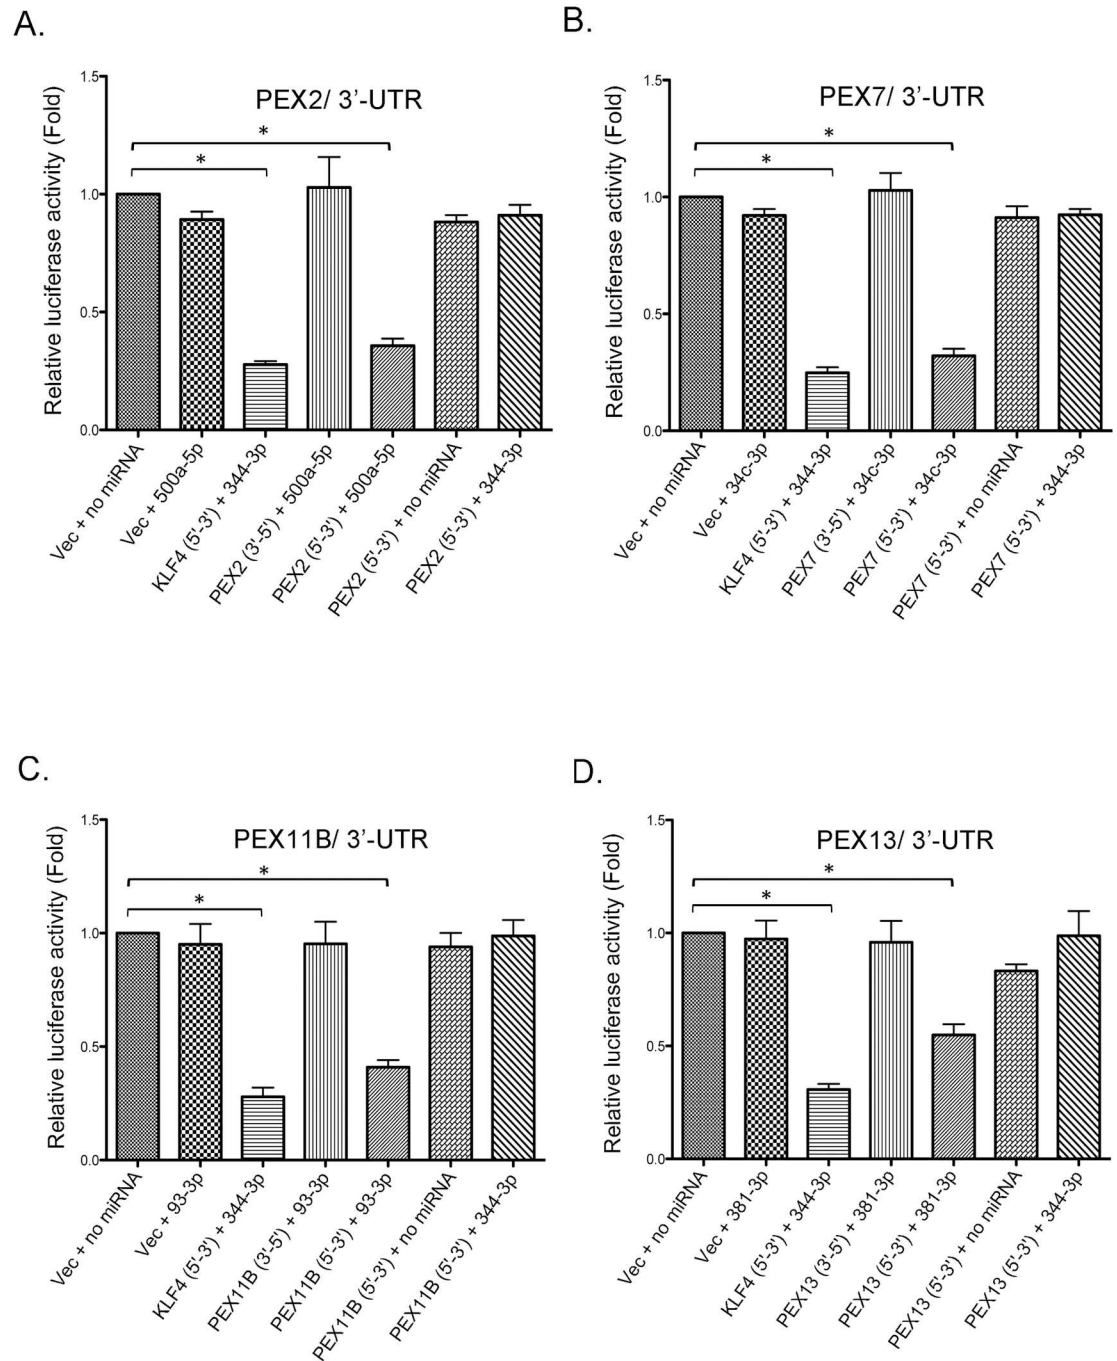 A.
PEX2/ 3’-UTR
Relative luciferase activity (Fold)
1.5
1.0
0.5
0.0
*
*
Vec + no miRNA
Vec + 500a-5p
KLF4 (5'-3') + 344-3p
PEX2 (3'-5') + 500a-5p
PEX2 (5'-3') + 500a-5p
PEX2 (5'-3') + no miRNA
PEX2 (5'-3') + 344-3p
B.
PEX7/ 3’-UTR
Relative luciferase activity (Fold)
1.5
1.0
0.5
0.0
*
*
Vec + no miRNA
Vec + 34c-3p
KLF4 (5'-3') + 344-3p
PEX7 (3'-5') + 34c-3p
PEX7 (5'-3') + 34c-3p
PEX7 (5'-3') + no miRNA
PEX7 (5'-3') + 344-3p
C.
PEX11B/ 3’-UTR
Relative luciferase activity (Fold)
1.5
1.0
0.5
0.0
*
*
Vec + no miRNA
Vec + 93-3p
KLF4 (5'-3') + 344-3p
PEX11B (3'-5') + 93-3p
PEX11B (5'-3') + 93-3p
PEX11B (5'-3') + no miRNA
PEX11B (5'-3') + 344-3p
D.
PEX13/ 3’-UTR
Relative luciferase activity (Fold)
1.5
1.0
0.5
0.0
*
*
Vec + no miRNA
Vec + 381-3p
KLF4 (5'-3') + 344-3p
PEX13 (3'-5') + 381-3p
PEX13 (5'-3') + 381-3p
PEX13 (5'-3') + no miRNA
PEX13 (5'-3') + 344-3p